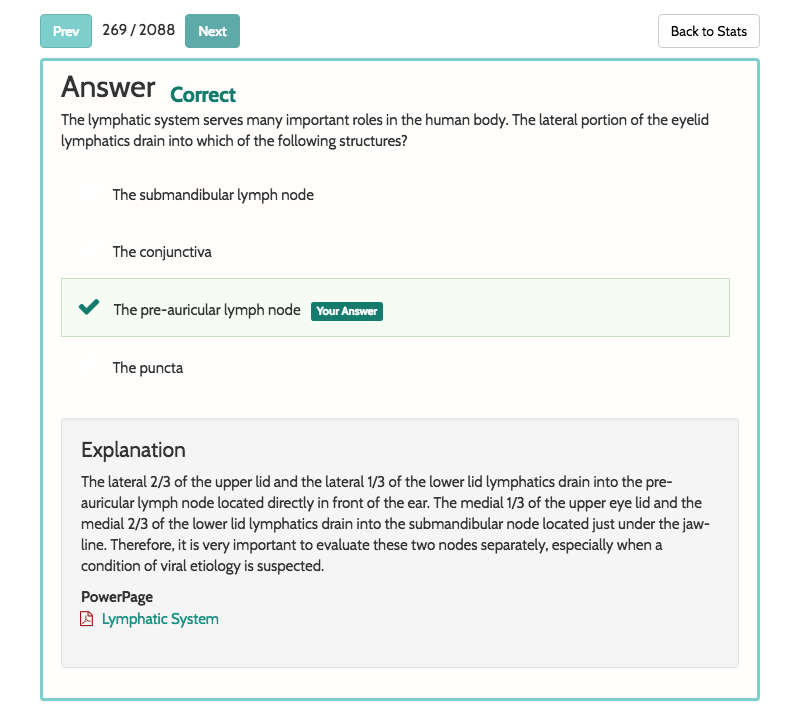 Prev 269 / 2088 Next Back to Stats
Answer Correct
The lymphatic system serves many important roles in the human body. The lateral portion of the eyelid
lymphatics drain into which of the following structures?
The submandibular lymph node
The conjunctiva
The pre-auricular lymph node Your Answer
The puncta
Explanation
The lateral 2/3 of the upper lid and the lateral 1/3 of the lower lid lymphatics drain into the pre-
auricular lymph node located directly in front of the ear. The medial 1/3 of the upper eye lid and the
medial 2/3 of the lower lid lymphatics drain into the submandibular node located just under the jaw-
line. Therefore, it is very important to evaluate these two nodes separately, especially when a
condition of viral etiology is suspected.
PowerPage
Lymphatic System